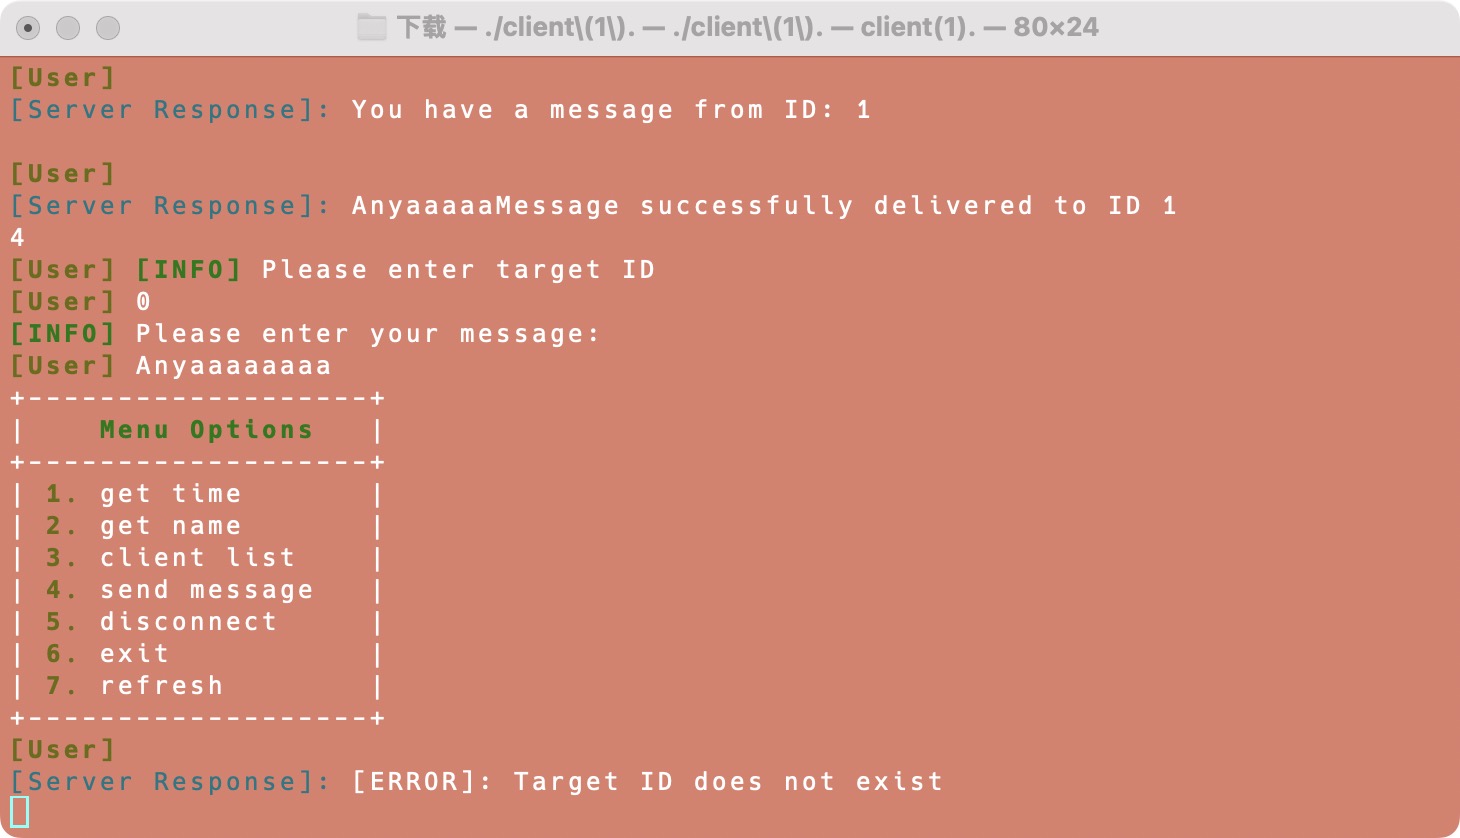 下载 — ./client\(1\). — ./client\(1\). — client(1). — 80×24
[User]
[Server Response]: You have a message from ID: 1
[User]
[Server Response]: AnyaaaaaMessage successfully delivered to ID 1
4
[User] [INFO] Please enter target ID
[User] 0
[INFO] Please enter your message:
[User] Anyaaaaaaaa
+-------------------+
|    Menu Options   |
+-------------------+
| 1. get time       |
| 2. get name       |
| 3. client list    |
| 4. send message   |
| 5. disconnect     |
| 6. exit           |
| 7. refresh        |
+-------------------+
[User]
[Server Response]: [ERROR]: Target ID does not exist